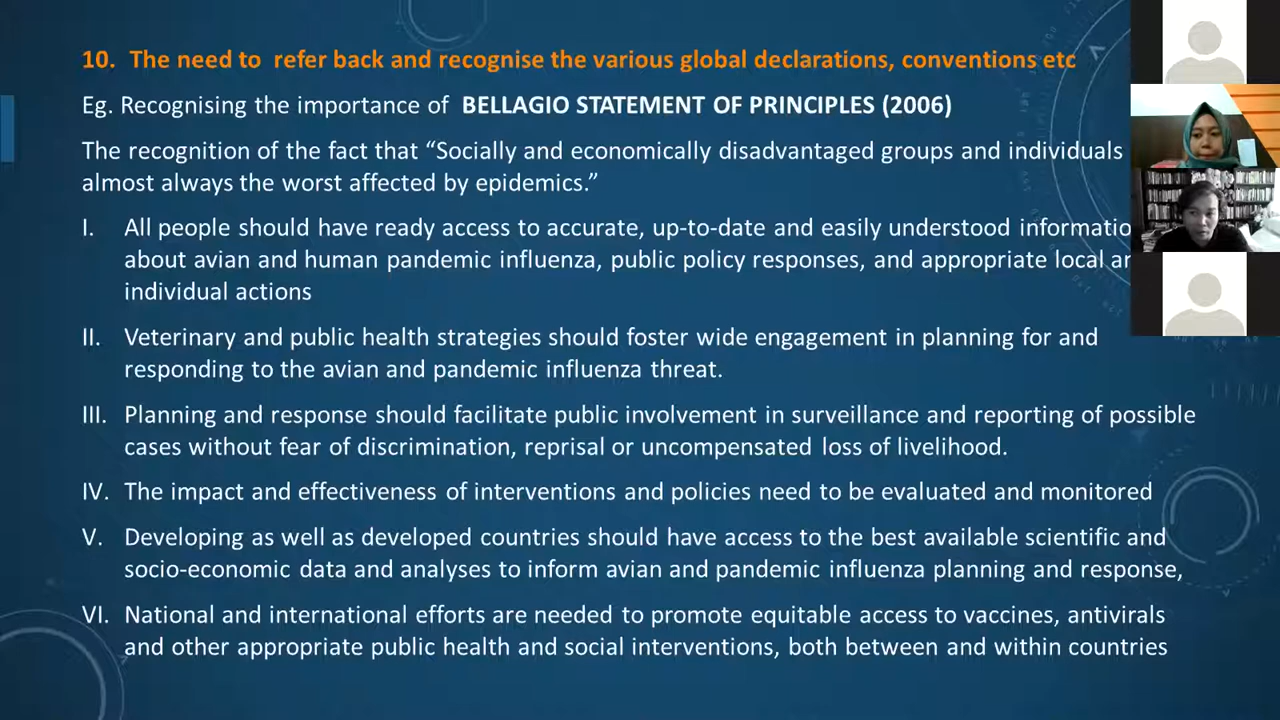 10. The need to refer back and recognise the various global declarations, conventions etc
Eg. Recognising the importance of BELLAGIO STATEMENT OF PRINCIPLES (2006)
The recognition of the fact that “Socially and economically disadvantaged groups and individuals
almost always the worst affected by epidemics.”
I. All people should have ready access to accurate, up-to-date and easily understood informatio
about avian and human pandemic influenza, public policy responses, and appropriate local an
individual actions
II. Veterinary and public health strategies should foster wide engagement in planning for and
responding to the avian and pandemic influenza threat.
III. Planning and response should facilitate public involvement in surveillance and reporting of possible
cases without fear of discrimination, reprisal or uncompensated loss of livelihood.
IV. The impact and effectiveness of interventions and policies need to be evaluated and monitored
V. Developing as well as developed countries should have access to the best available scientific and
socio-economic data and analyses to inform avian and pandemic influenza planning and response,
VI. National and international efforts are needed to promote equitable access to vaccines, antivirals
and other appropriate public health and social interventions, both between and within countries